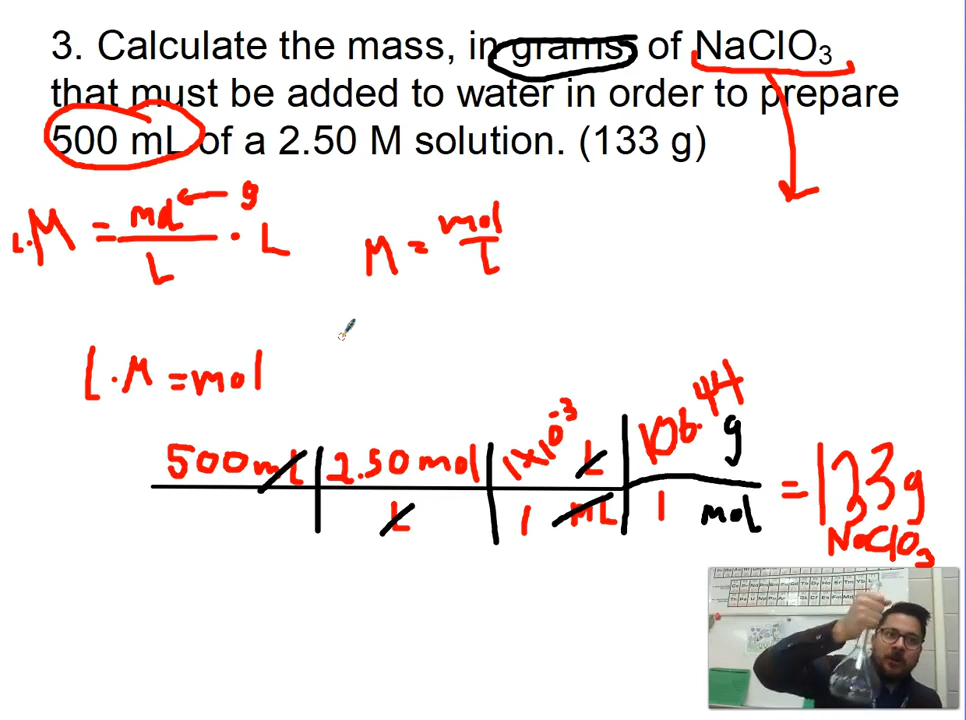 3. Calculate the mass, in grams of NaClO₃
that must be added to water in order to prepare
500 mL of a 2.50 M solution. (133 g)
L·M = mol/L · L ← g
M = mol/L
L·M = mol
500 mL | 2.50 mol | 1x10⁻³ L | 106.44 g = 133 g
L | 1 mL | 1 mol NaClO₃